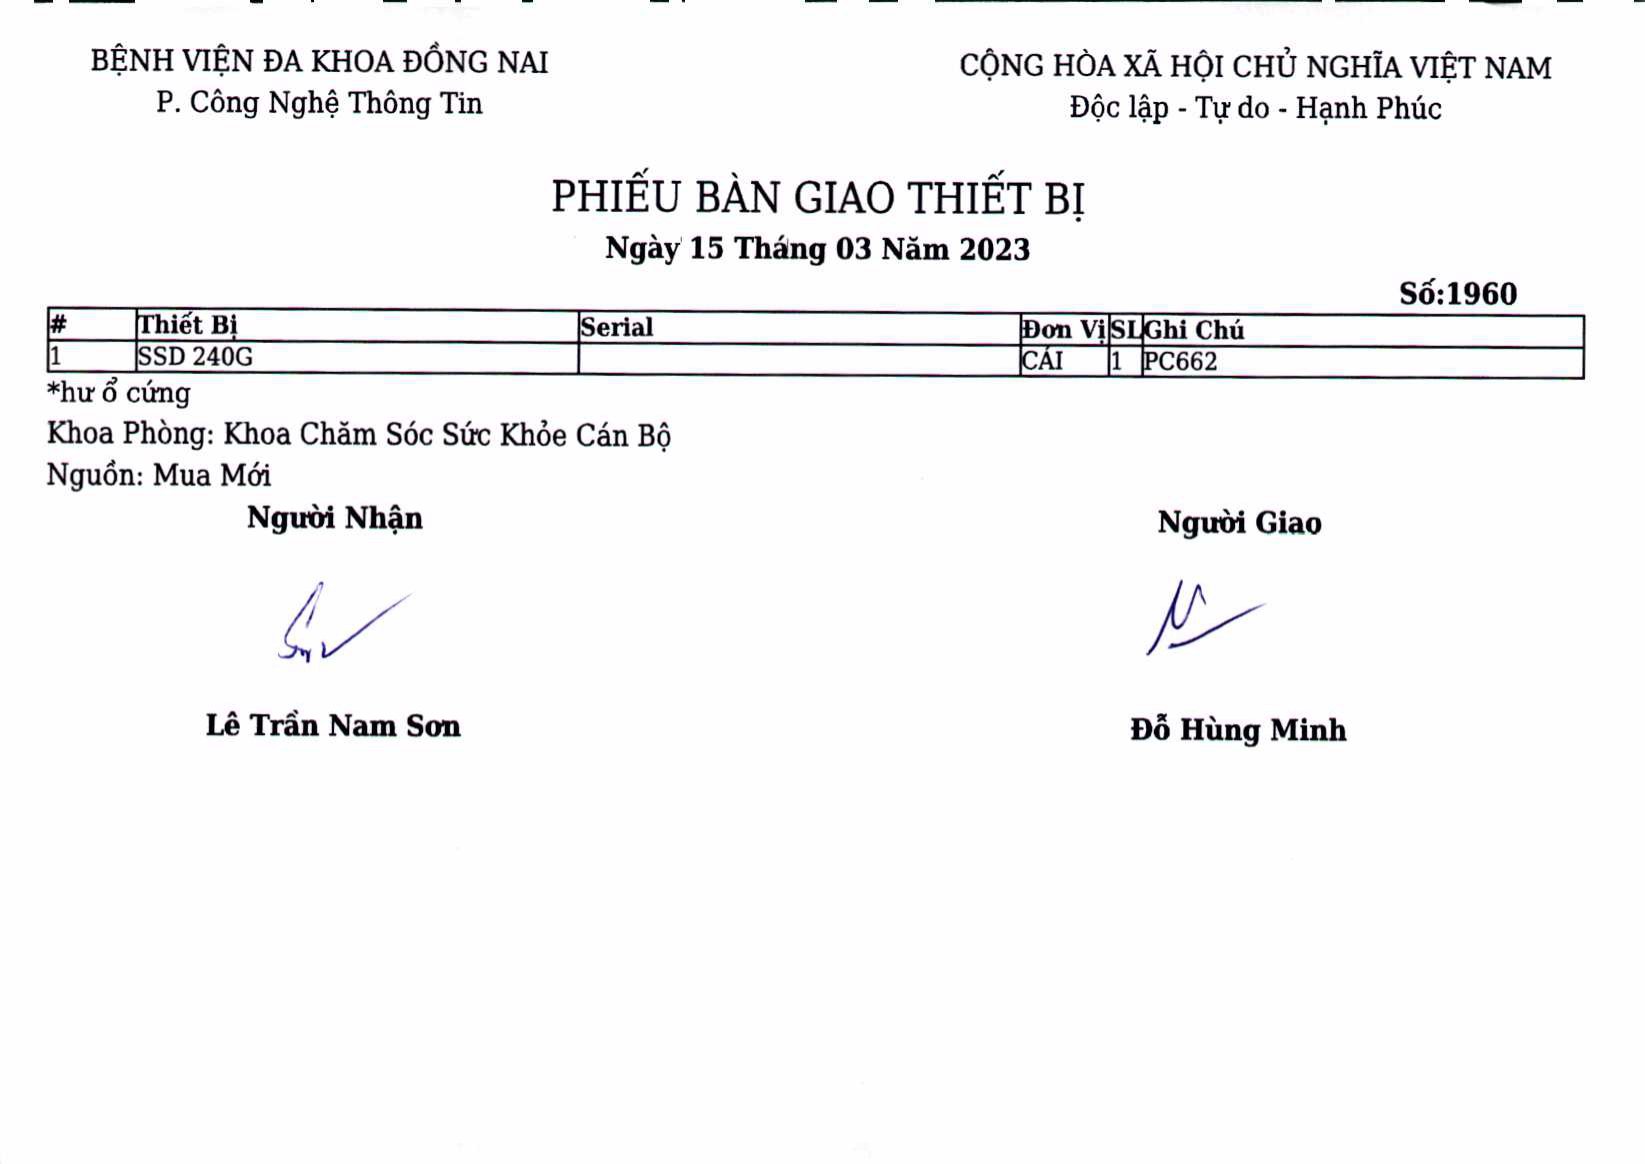 BỆNH VIỆN ĐA KHOA ĐỒNG NAI
P. Công Nghệ Thông Tin
CỘNG HÒA XÃ HỘI CHỦ NGHĨA VIỆT NAM
Độc lập - Tự do - Hạnh Phúc
PHIẾU BÀN GIAO THIẾT BỊ
Ngày 15 Tháng 03 Năm 2023
Số:1960
# Thiết Bị Serial Đơn Vị SL Ghi Chú
1 SSD 240G CÁI 1 PC662
*hư ổ cứng
Khoa Phòng: Khoa Chăm Sóc Sức Khỏe Cán Bộ
Nguồn: Mua Mới
Người Nhận Người Giao
Lê Trần Nam Sơn Đỗ Hùng Minh